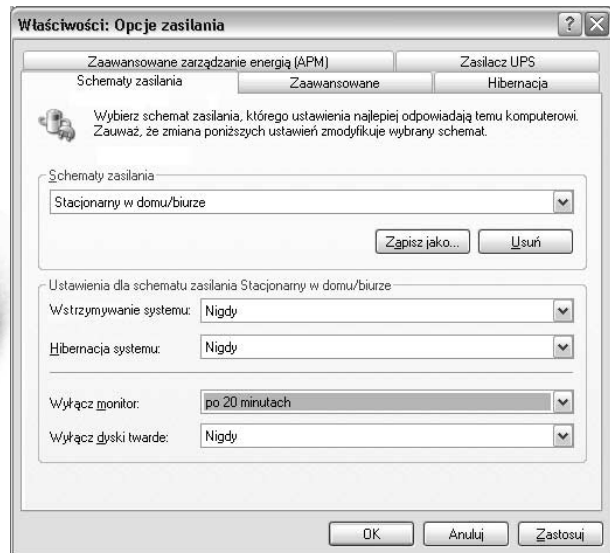 Właściwości: Opcje zasilania
Zaawansowane zarządzanie energią (APM)
Zasilacz UPS
Schematy zasilania
Zaawansowane
Hibernacja
Wybierz schemat zasilania, którego ustawienia najlepiej odpowiadają temu komputerowi.
Zauważ, że zmiana poniższych ustawień zmodyfikuje wybrany schemat.
Schematy zasilania
Stacjonarny w domu/biurze
Zapisz jako...
Usuń
Ustawienia dla schematu zasilania Stacjonarny w domu/biurze
Wstrzymywanie systemu: Nigdy
Hibernacja systemu: Nigdy
Wyłącz monitor: po 20 minutach
Wyłącz dyski twarde: Nigdy
OK
Anuluj
Zastosuj